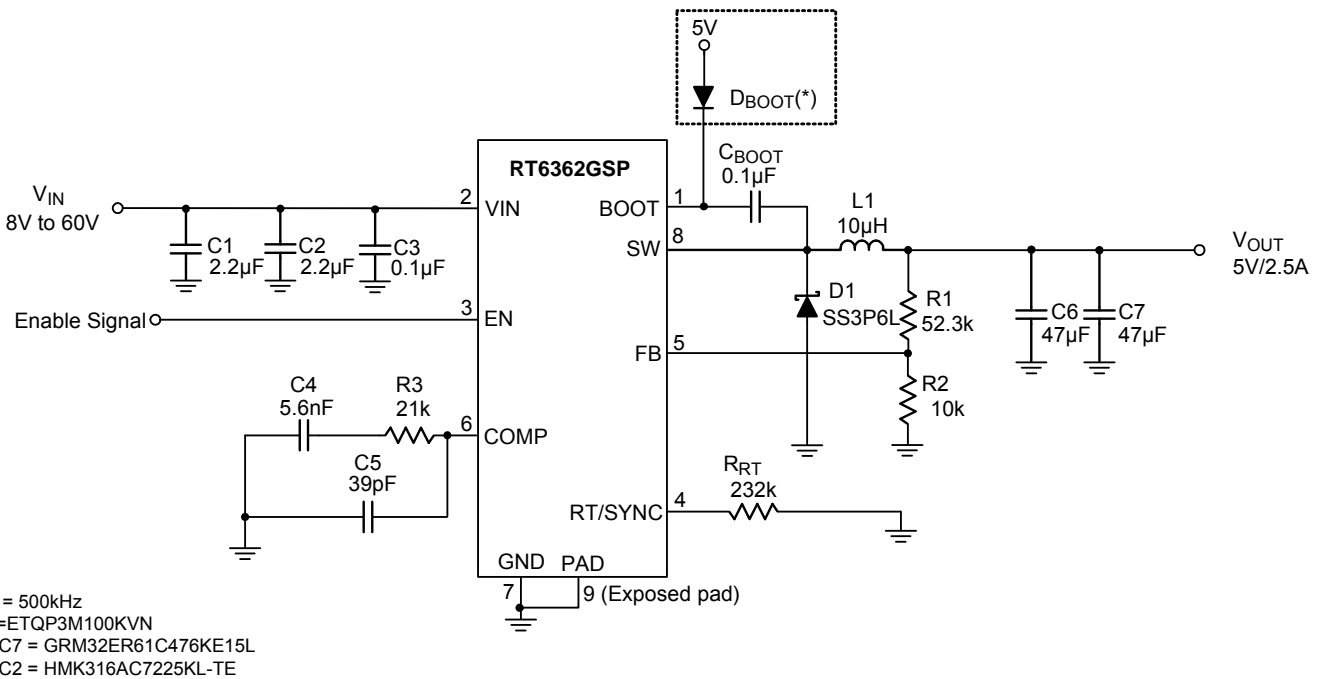 5V
DBOOT(*)
CBOOT
0.1µF
RT6362GSP
VIN
8V to 60V
2
VIN
BOOT
1
L1
10µH
C1
2.2µF
C2
2.2µF
C3
0.1µF
SW
8
VOUT
5V/2.5A
D1
SS3P6L
R1
52.3k
C6
47µF
C7
47µF
Enable Signal
3
EN
FB
5
R2
10k
C4
5.6nF
R3
21k
6
COMP
C5
39pF
RRT
232k
RT/SYNC
4
GND
PAD
7
9 (Exposed pad)
= 500kHz
=ETQP3M100KVN
C7 = GRM32ER61C476KE15L
C2 = HMK316AC7225KL-TE